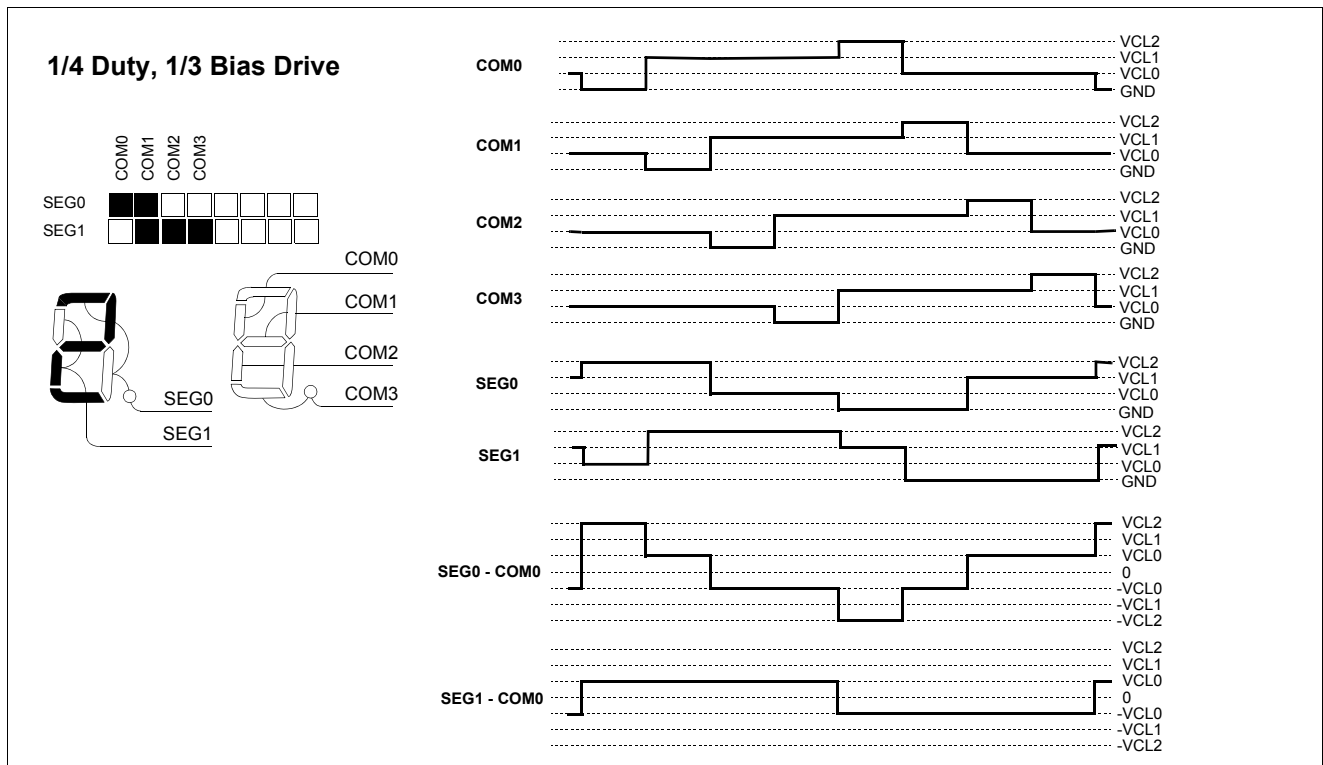 1/4 Duty, 1/3 Bias Drive
COM0
COM1
COM2
COM3
SEG0
SEG1
COM0
COM1
COM2
COM3
SEG0
SEG1
COM0
VCL2
VCL1
VCL0
GND
COM1
VCL2
VCL1
VCL0
GND
COM2
VCL2
VCL1
VCL0
GND
COM3
VCL2
VCL1
VCL0
GND
SEG0
VCL2
VCL1
VCL0
GND
SEG1
VCL2
VCL1
VCL0
GND
SEG0 - COM0
VCL2
VCL1
VCL0
0
-VCL0
-VCL1
-VCL2
SEG1 - COM0
VCL2
VCL1
VCL0
0
-VCL0
-VCL1
-VCL2